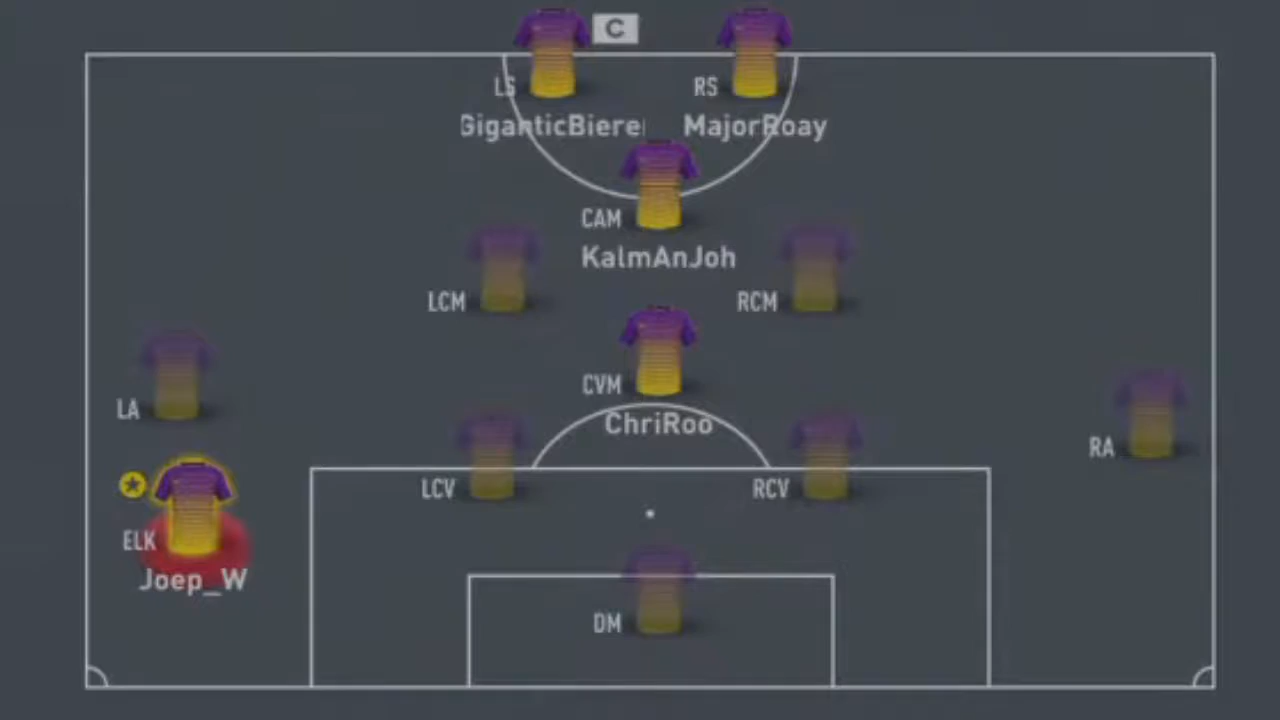 C
LS
RS
GiganticBiere
MajorRoay
CAM
KalmAnJoh
LCM
RCM
CVM
ChriRoo
LA
RA
LCV
RCV
ELK
Joep_W
DM